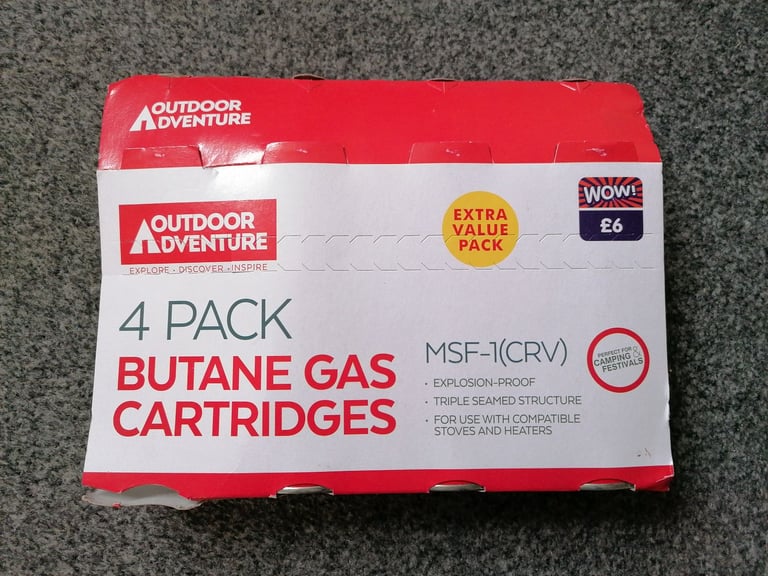 OUTDOOR
ADVENTURE
OUTDOOR
ADVENTURE
EXPLORE · DISCOVER · INSPIRE
EXTRA
VALUE
PACK
WOW!
£6
4 PACK
BUTANE GAS
CARTRIDGES
MSF-1(CRV)
· EXPLOSION-PROOF
· TRIPLE SEAMED STRUCTURE
· FOR USE WITH COMPATIBLE
STOVES AND HEATERS
PERFECT FOR
CAMPING &
FESTIVALS